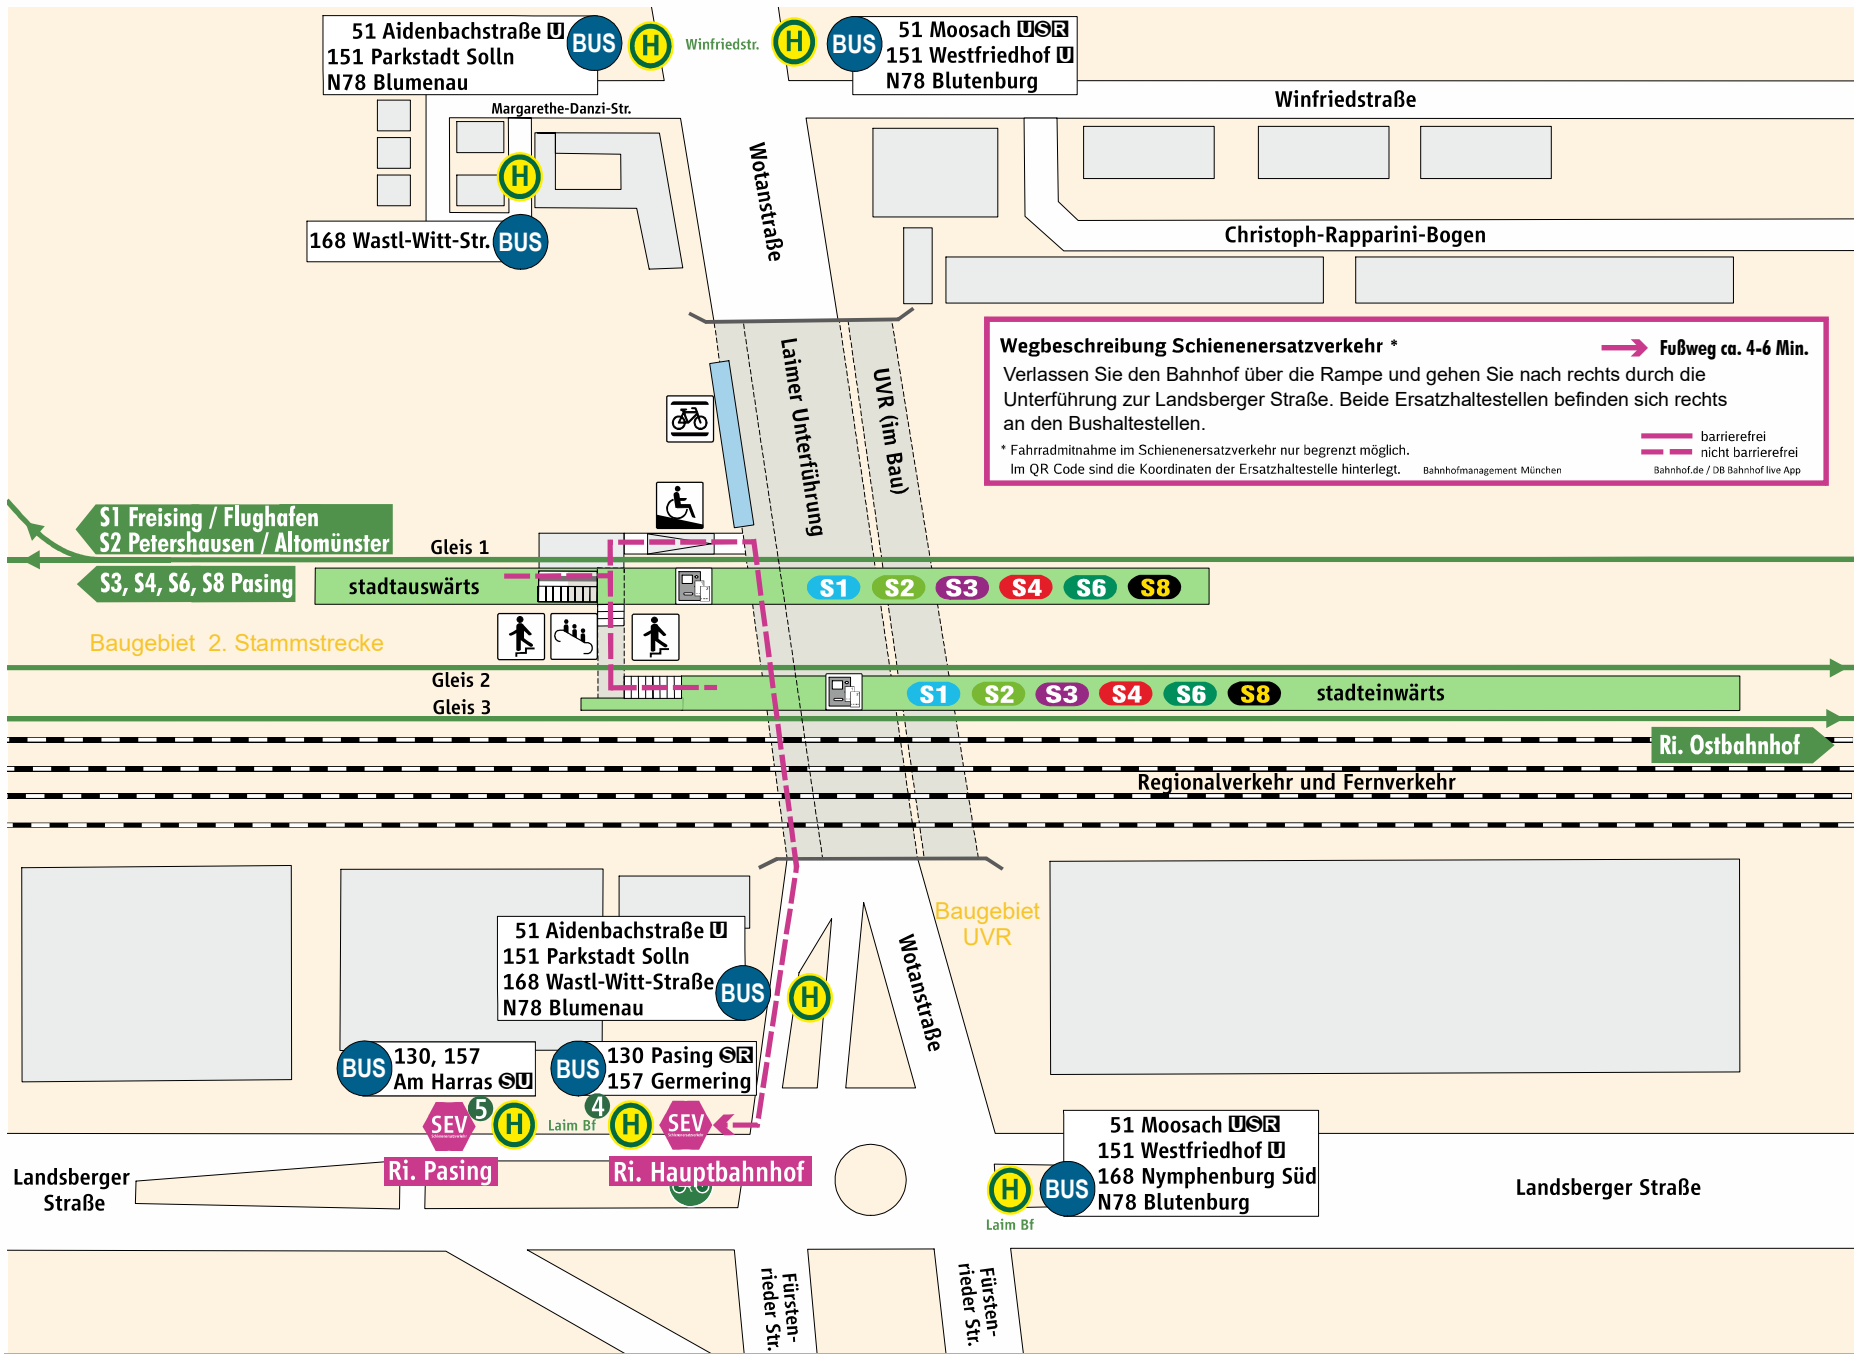 51 Aidenbachstraße U
151 Parkstadt Solln
N78 Blumenau
BUS
H
Winfriedstr.
H
BUS
51 Moosach U S R
151 Westfriedhof U
N78 Blutenburg
Winfriedstraße
Margarethe-Danzi-Str.
H
168 Wastl-Witt-Str.
BUS
Wotanstraße
Christoph-Rapparini-Bogen
Wegbeschreibung Schienenersatzverkehr *
Fußweg ca. 4-6 Min.
Verlassen Sie den Bahnhof über die Rampe und gehen Sie nach rechts durch die
Unterführung zur Landsberger Straße. Beide Ersatzhaltestellen befinden sich rechts
an den Bushaltestellen.
* Fahrradmitnahme im Schienenersatzverkehr nur begrenzt möglich.
Im QR Code sind die Koordinaten der Ersatzhaltestelle hinterlegt.
Bahnhofmanagement München
barrierefrei
nicht barrierefrei
Bahnhof.de / DB Bahnhof live App
Laimer Unterführung
UVR (im Bau)
S1 Freising / Flughafen
S2 Petershausen / Altomünster
Gleis 1
S3, S4, S6, S8 Pasing
stadtauswärts
S1 S2 S3 S4 S6 S8
Baugebiet 2. Stammstrecke
Gleis 2
Gleis 3
S1 S2 S3 S4 S6 S8
stadteinwärts
Ri. Ostbahnhof
Regionalverkehr und Fernverkehr
51 Aidenbachstraße U
151 Parkstadt Solln
168 Wastl-Witt-Straße
N78 Blumenau
BUS
H
Baugebiet
UVR
Wotanstraße
BUS
130, 157
Am Harras S U
BUS
130 Pasing S R
157 Germering
SEV
5
H
Laim Bf
4
H
SEV
Ri. Pasing
Ri. Hauptbahnhof
Landsberger
Straße
H
Laim Bf
BUS
51 Moosach U S R
151 Westfriedhof U
168 Nymphenburg Süd
N78 Blutenburg
Landsberger Straße
Fürsten-
rieder Str.
Fürsten-
rieder Str.